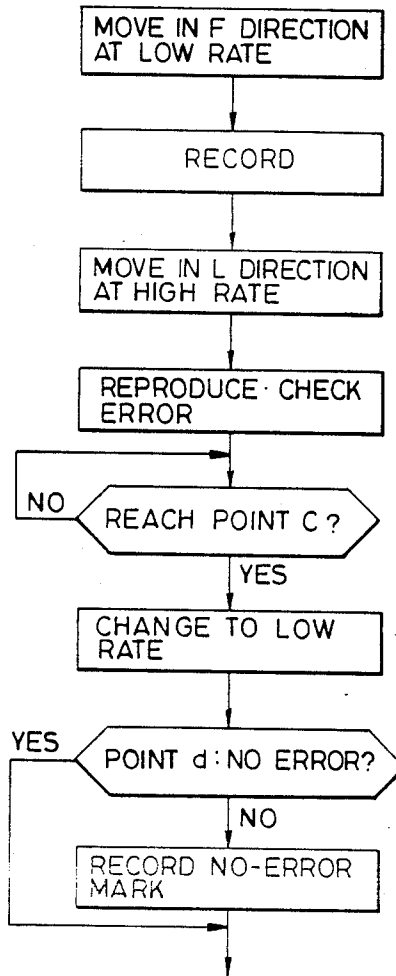 MOVE IN F DIRECTION
AT LOW RATE
RECORD
MOVE IN L DIRECTION
AT HIGH RATE
REPRODUCE· CHECK
ERROR
NO
REACH POINT C?
YES
CHANGE TO LOW
RATE
YES
POINT d:NO ERROR?
NO
RECORD NO-ERROR
MARK